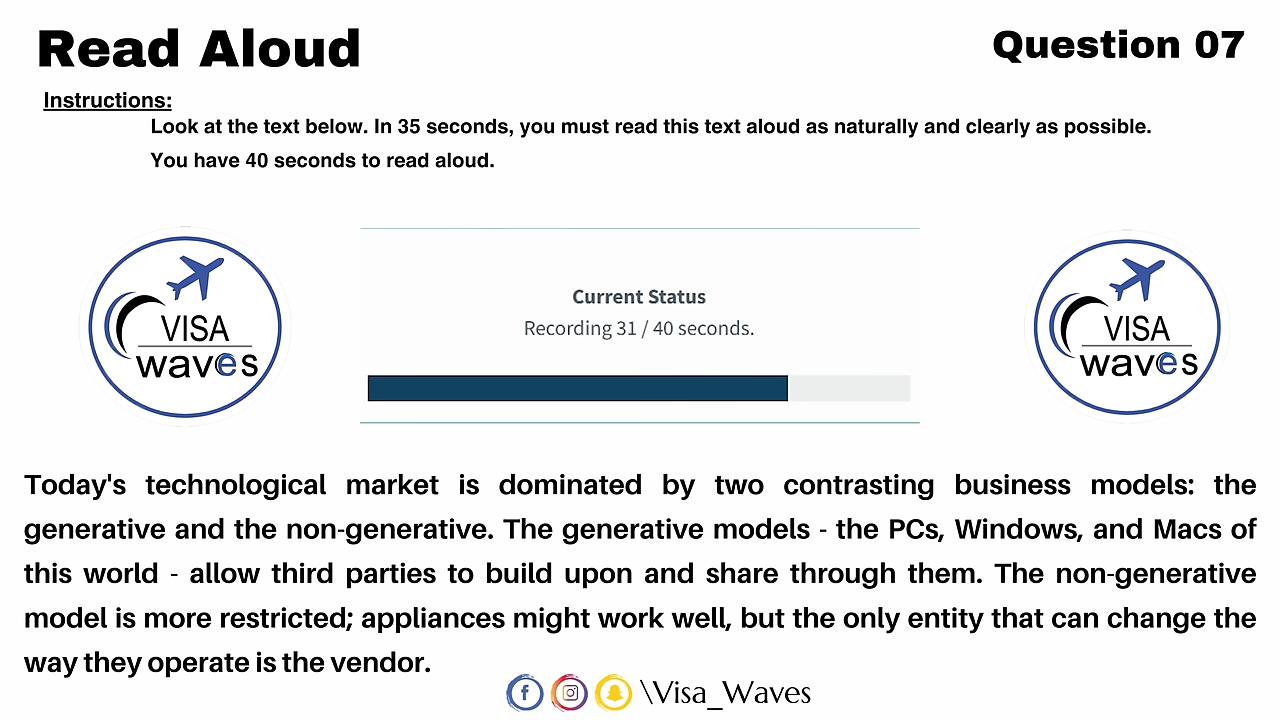 Read Aloud
Question 07
Instructions:
Look at the text below. In 35 seconds, you must read this text aloud as naturally and clearly as possible.
You have 40 seconds to read aloud.
VISA
waves
Current Status
Recording 31 / 40 seconds.
VISA
waves
Today's technological market is dominated by two contrasting business models: the
generative and the non-generative. The generative models - the PCs, Windows, and Macs of
this world - allow third parties to build upon and share through them. The non-generative
model is more restricted; appliances might work well, but the only entity that can change the
way they operate is the vendor.
\Visa_Waves